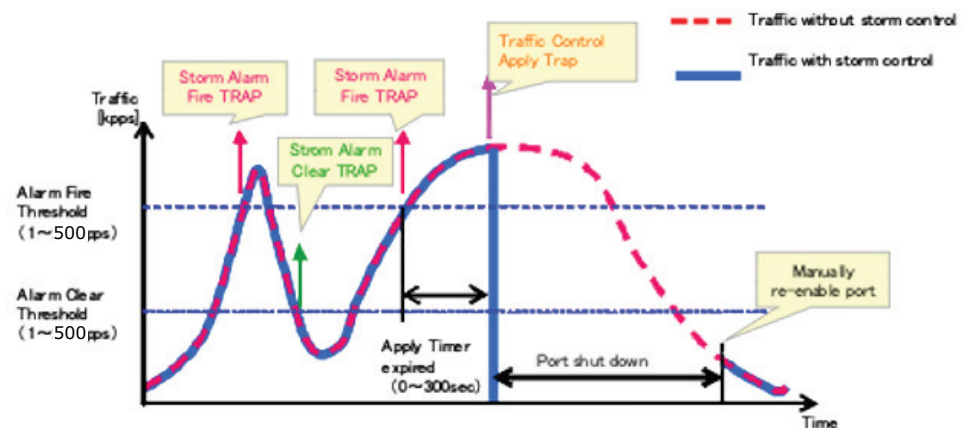 Traffic without storm control
Traffic with storm control
Traffic Control
Apply Trap
Storm Alarm
Fire TRAP
Storm Alarm
Fire TRAP
Strom Alarm
Clear TRAP
Traffic
[kpps]
Alarm Fire
Threshold
(1~500pps)
Alarm Clear
Threshold
(1~500pps)
Manually
re-enable port
Apply Timer
expired
(0~300sec)
Port shut down
Time